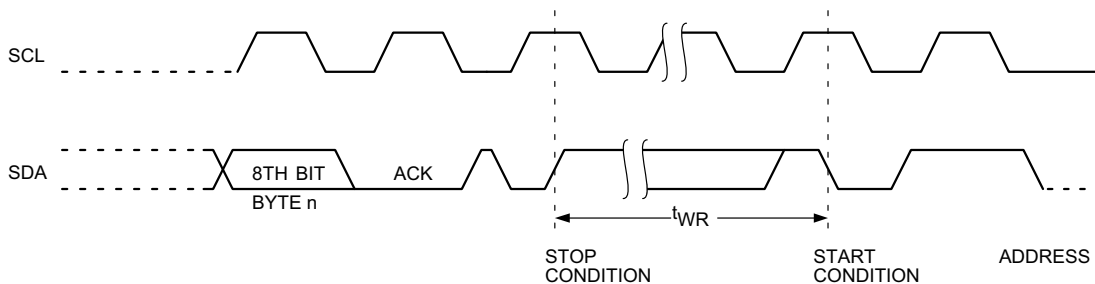 SCL
SDA
8TH BIT
ACK
BYTE n
tWR
STOP
CONDITION
START
CONDITION
ADDRESS